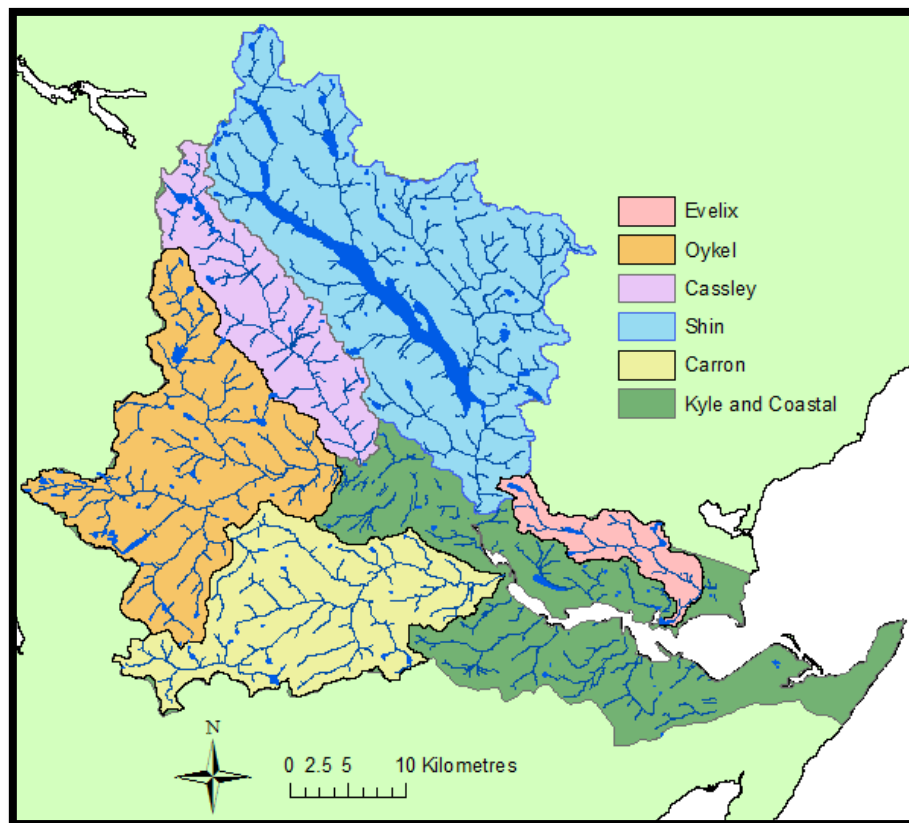 Evelix
Oykel
Cassley
Shin
Carron
Kyle and Coastal
N
0 2.5 5 10 Kilometres